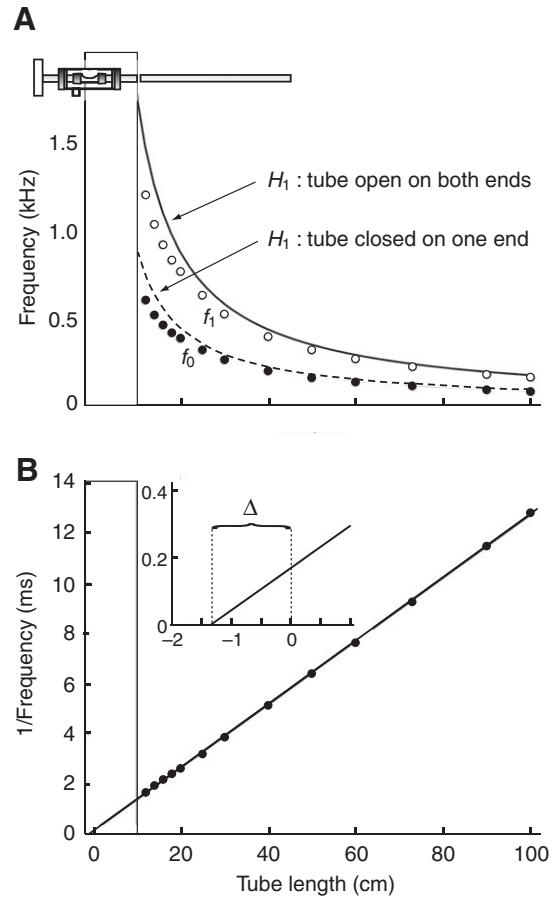 A
Frequency (kHz)
1.5
1.0
0.5
0
H₁ : tube open on both ends
H₁ : tube closed on one end
f₁
f₀
B
1/Frequency (ms)
14
12
10
8
6
4
2
0
0.4
0.2
0
Δ
−2 −1 0
0 20 40 60 80 100
Tube length (cm)